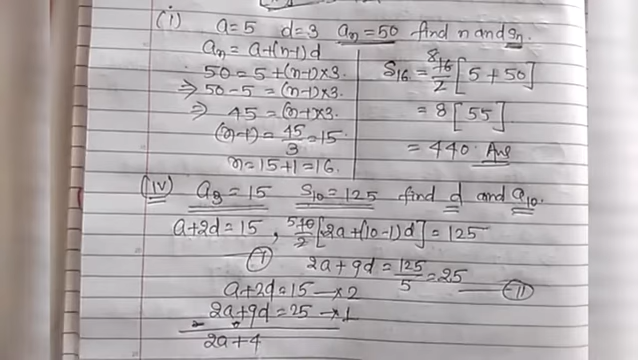 (i) a=5 d=3 an=50 find n and Sn.
an = a+(n-1)d
50 = 5+(n-1)×3.
⇒ 50-5 = (n-1)×3.
⇒ 45 = (n-1×3.
(n-1) = 45/3 = 15
n = 15+1 = 16.
S16 = 16/2 [5+50]
8
= 8[55]
= 440. Ans
(iv) a3 = 15 S10 = 125 find d and a10.
a+2d = 15 , 10/2 [2a+(10-1)d] = 125
5
(I) 2a+9d = 125/5 = 25 (II)
a+2d = 15 —×2
2a+9d = 25 —×1
2a+4